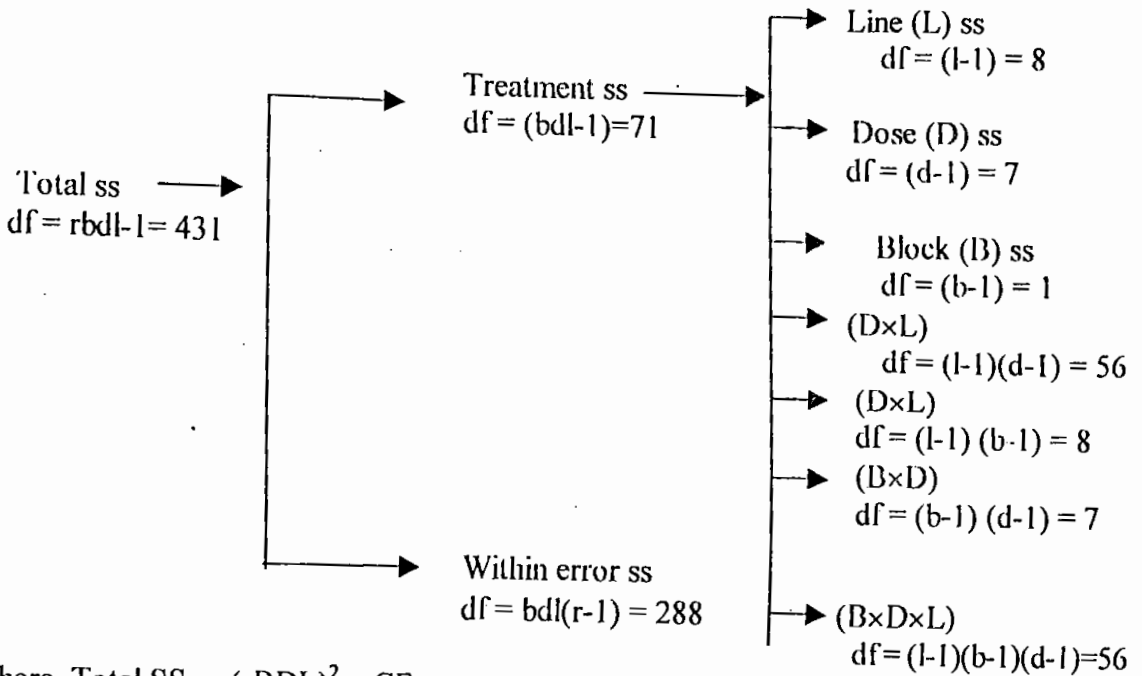 Line (L) ss
df = (l-1) = 8
Treatment ss
df = (bdl-1)=71
Dose (D) ss
df = (d-1) = 7
Total ss
df = rbdl-1= 431
Block (B) ss
df = (b-1) = 1
(D×L)
df = (l-1)(d-1) = 56
(D×L)
df = (l-1) (b-1) = 8
(B×D)
df = (b-1) (d-1) = 7
Within error ss
df = bdl(r-1) = 288
(B×D×L)
df = (l-1)(b-1)(d-1)=56